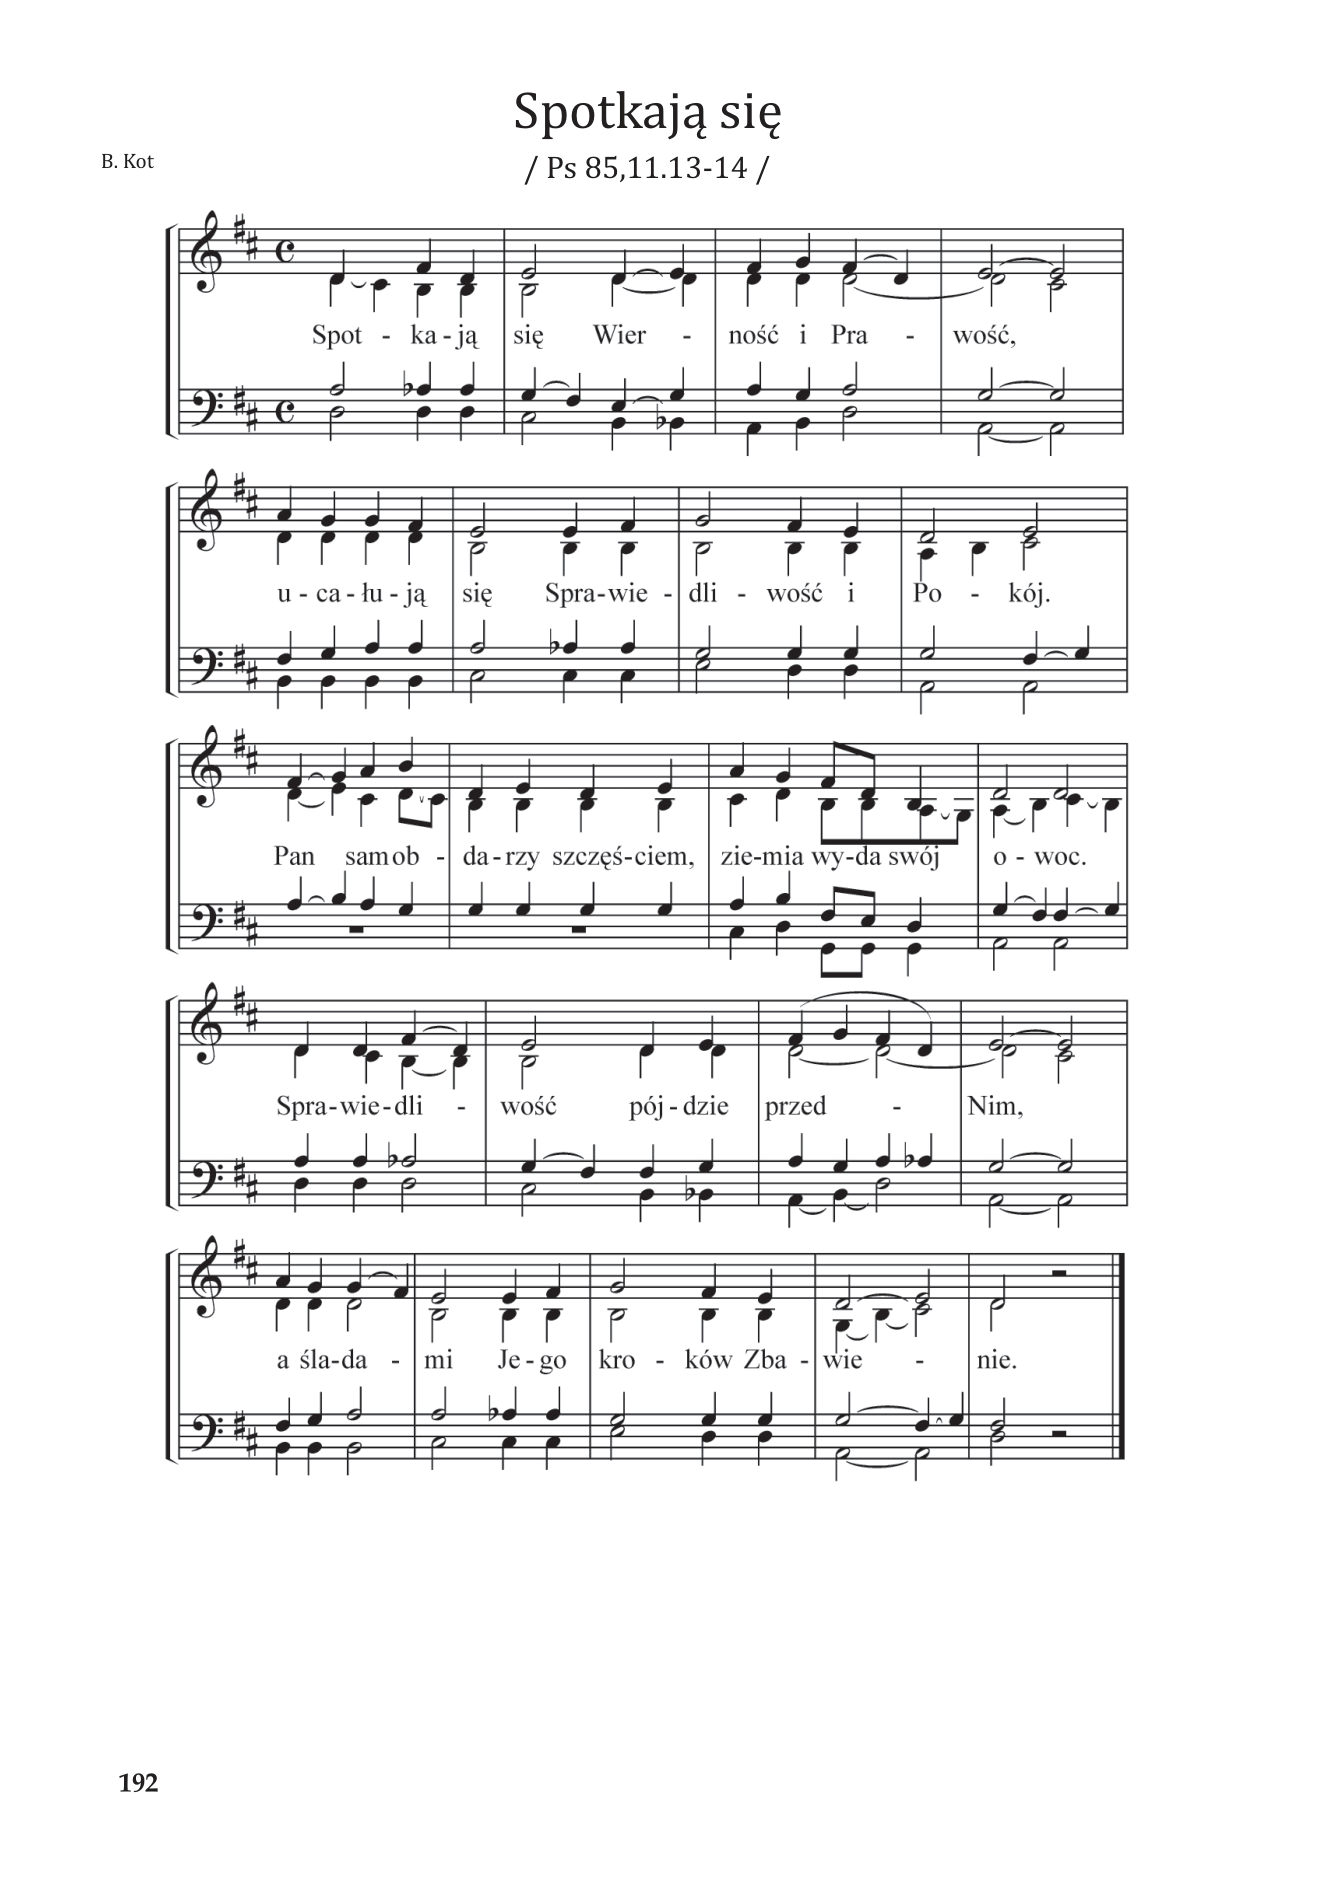 Spotkają się
B. Kot
/ Ps 85,11.13-14 /
Spot - ka - ją się Wier - ność i Pra - wość,
u - ca - łu - ją się Spra - wie - dli - wość i Po - kój.
Pan sam ob - da - rzy szczęś - ciem, zie - mia wy - da swój o - woc.
Spra - wie - dli - wość pój - dzie przed - Nim,
a śla - da - mi Je - go kro - ków Zba - wie - nie.
192